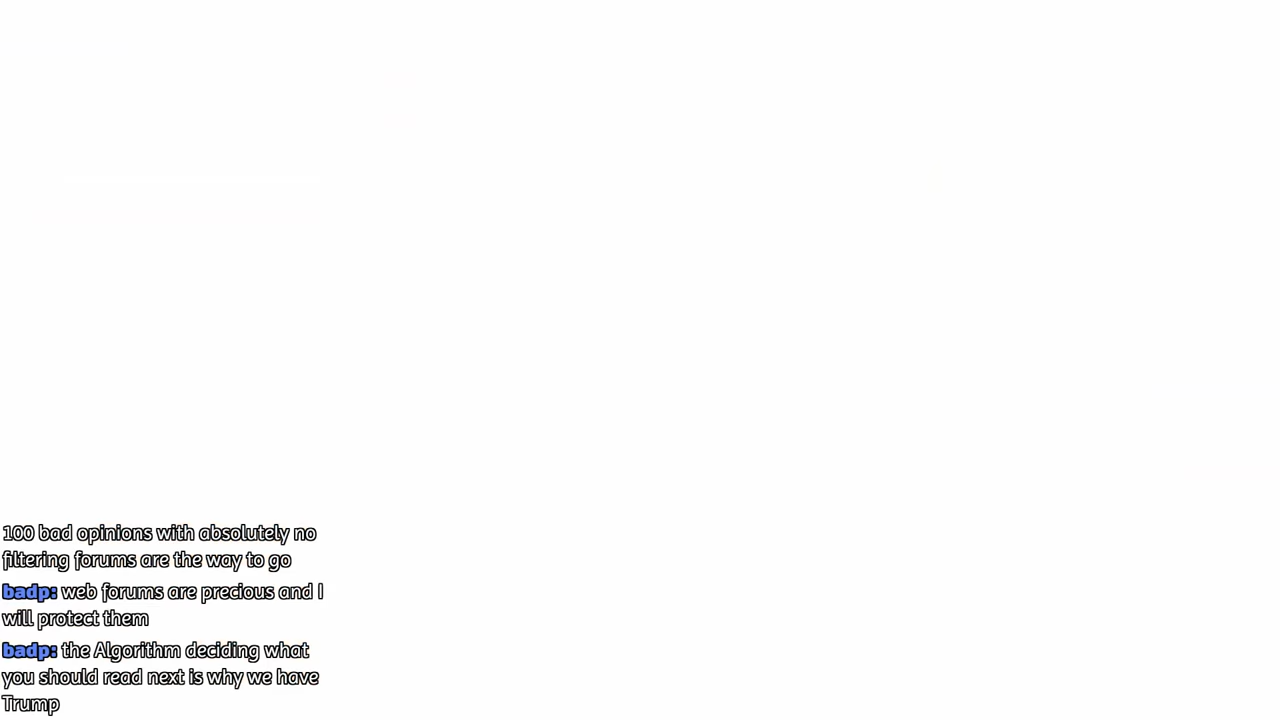 100 bad opinions with absolutely no
filtering forums are the way to go
badp: web forums are precious and I
will protect them
badp: the Algorithm deciding what
you should read next is why we have
Trump